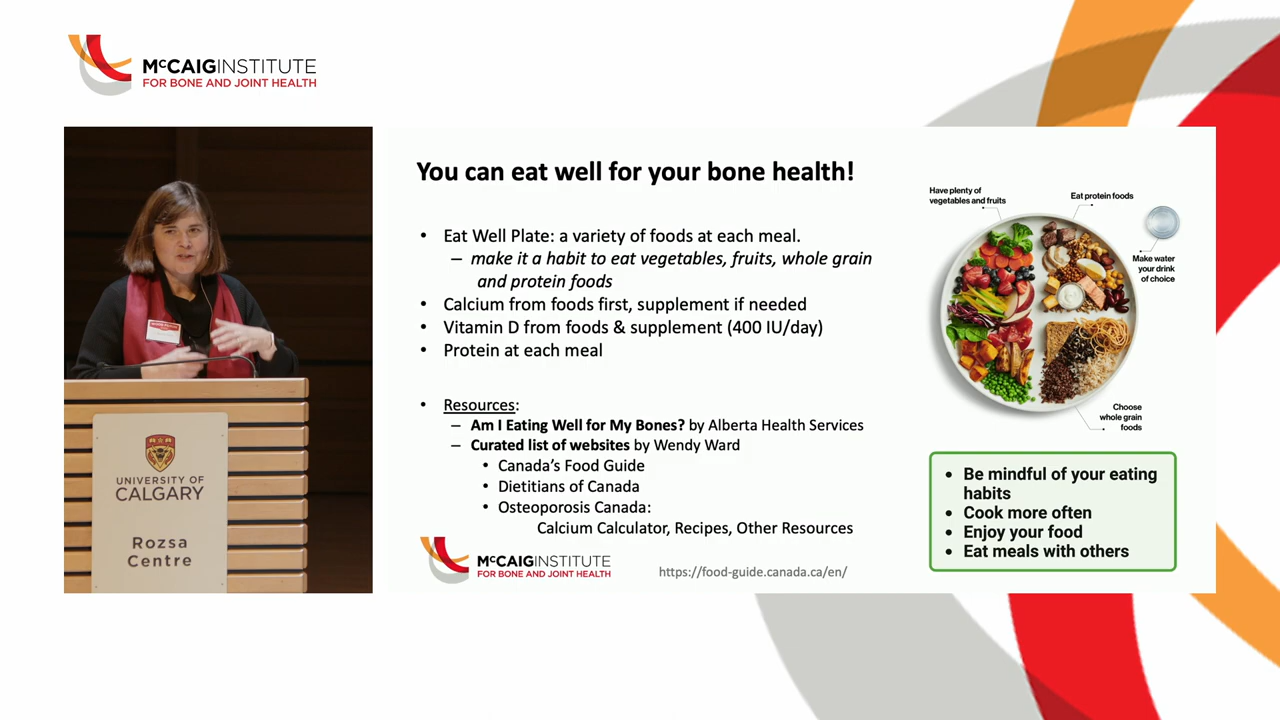 McCAIG INSTITUTE
FOR BONE AND JOINT HEALTH
UNIVERSITY OF
CALGARY
Rozsa
Centre
You can eat well for your bone health!
• Eat Well Plate: a variety of foods at each meal.
– make it a habit to eat vegetables, fruits, whole grain
and protein foods
• Calcium from foods first, supplement if needed
• Vitamin D from foods & supplement (400 IU/day)
• Protein at each meal
• Resources:
– Am I Eating Well for My Bones? by Alberta Health Services
– Curated list of websites by Wendy Ward
• Canada's Food Guide
• Dietitians of Canada
• Osteoporosis Canada:
Calcium Calculator, Recipes, Other Resources
McCAIG INSTITUTE
FOR BONE AND JOINT HEALTH
https://food-guide.canada.ca/en/
Have plenty of
vegetables and fruits
Eat protein foods
Make water
your drink
of choice
Choose
whole grain
foods
• Be mindful of your eating
habits
• Cook more often
• Enjoy your food
• Eat meals with others